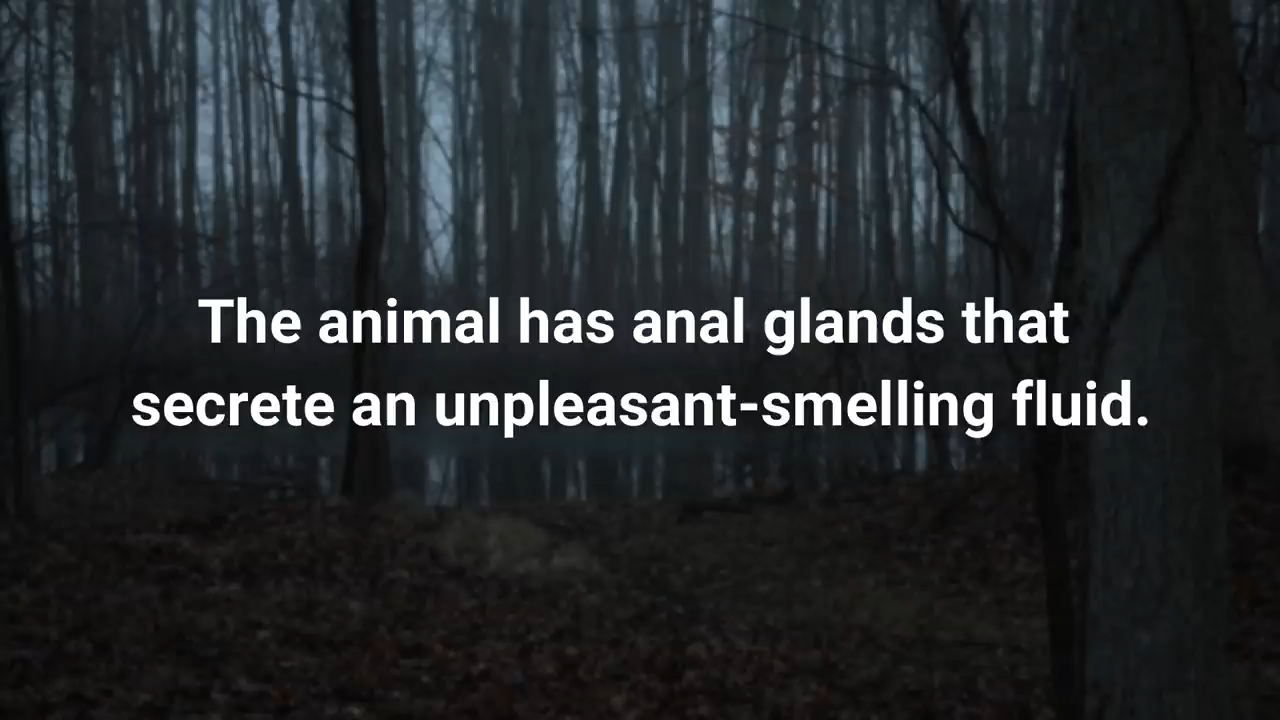 The animal has anal glands that
secrete an unpleasant-smelling fluid.